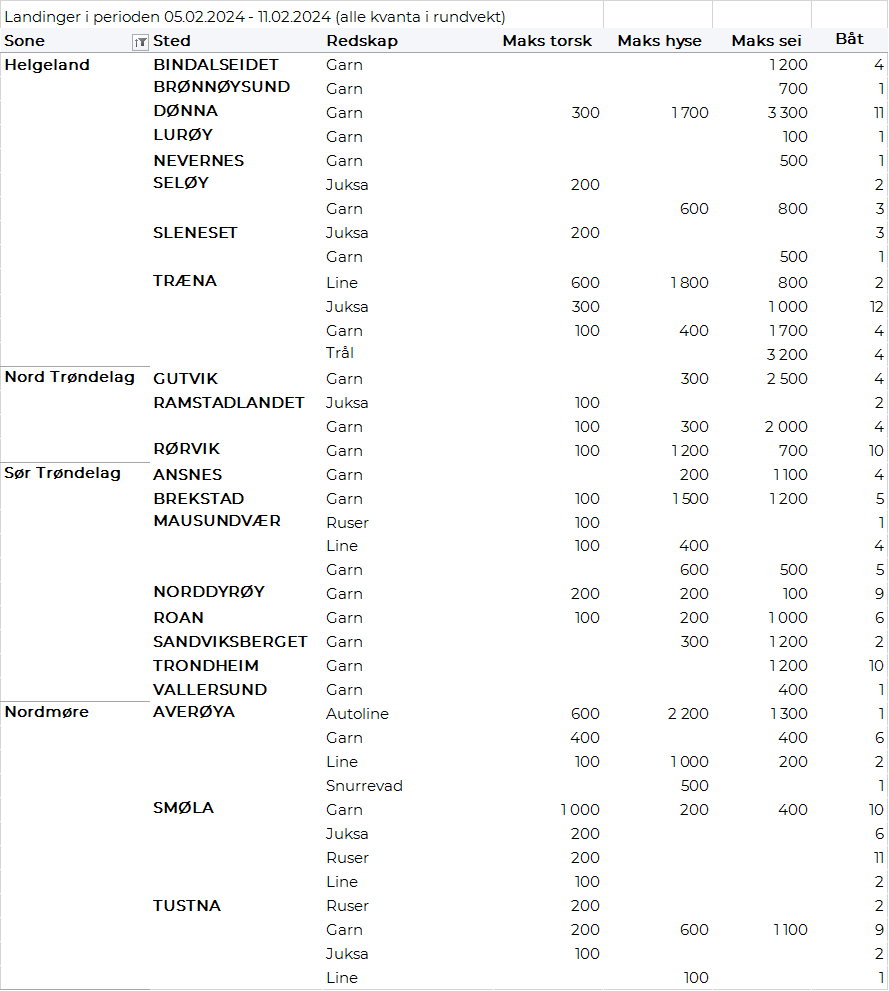 Landinger i perioden 05.02.2024 - 11.02.2024 (alle kvanta i rundvekt)
Sone Sted Redskap Maks torsk Maks hyse Maks sei Båt
Helgeland BINDALSEIDET Garn 1 200 4
BRØNNØYSUND Garn 700 1
DØNNA Garn 300 1 700 3 300 11
LURØY Garn 100 1
NEVERNES Garn 500 1
SELØY Juksa 200 2
Garn 600 800 3
SLENESET Juksa 200 3
Garn 500 1
TRÆNA Line 600 1 800 800 2
Juksa 300 1 000 12
Garn 100 400 1 700 4
Trål 3 200 4
Nord Trøndelag GUTVIK Garn 300 2 500 4
RAMSTADLANDET Juksa 100 2
Garn 100 300 2 000 4
RØRVIK Garn 100 1 200 700 10
Sør Trøndelag ANSNES Garn 200 1 100 4
BREKSTAD Garn 100 1 500 1 200 5
MAUSUNDVÆR Ruser 100 1
Line 100 400 4
Garn 600 500 5
NORDDYRØY Garn 200 200 100 9
ROAN Garn 100 200 1 000 6
SANDVIKSBERGET Garn 300 1 200 2
TRONDHEIM Garn 1 200 10
VALLERSUND Garn 400 1
Nordmøre AVERØYA Autoline 600 2 200 1 300 1
Garn 400 400 6
Line 100 1 000 200 2
Snurrevad 500 1
SMØLA Garn 1 000 200 400 10
Juksa 200 6
Ruser 200 11
Line 100 2
TUSTNA Ruser 200 2
Garn 200 600 1 100 9
Juksa 100 2
Line 100 1